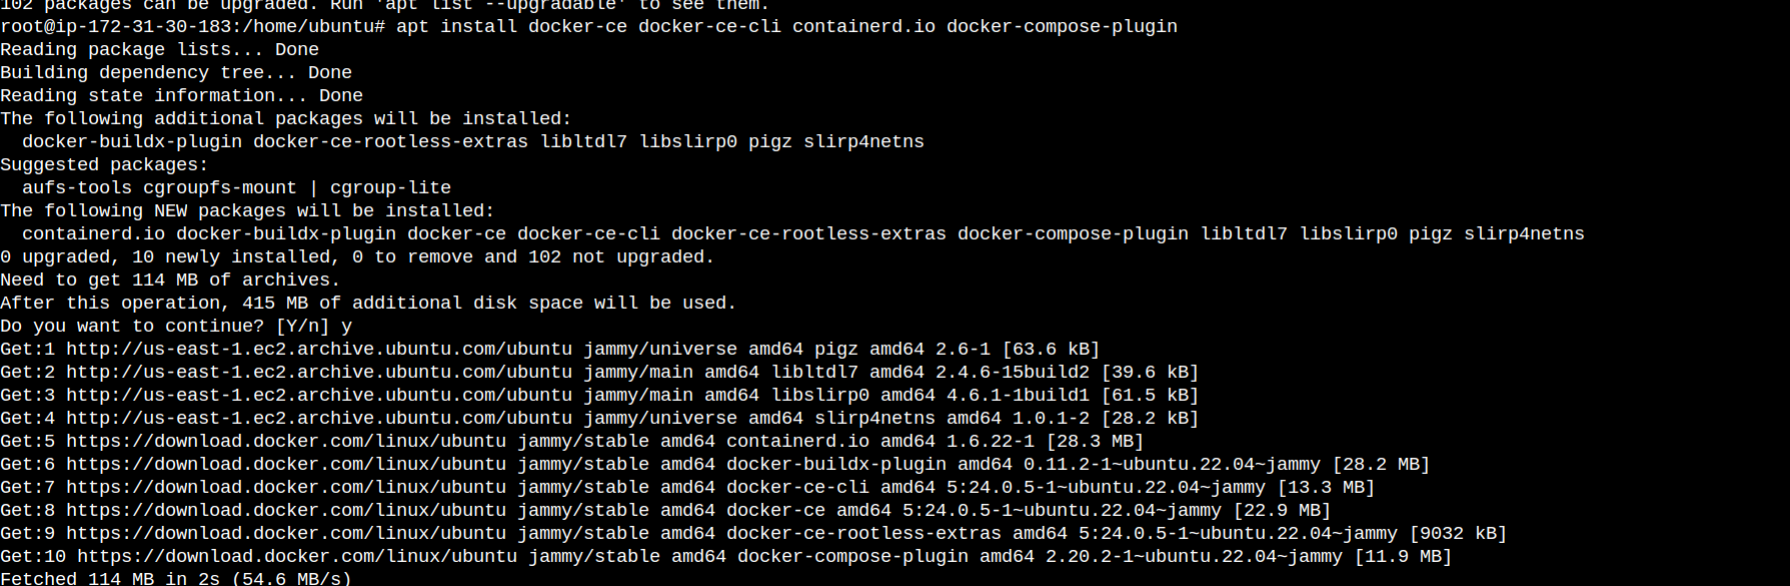 102 packages can be upgraded. Run 'apt list --upgradable' to see them.
root@ip-172-31-30-183:/home/ubuntu# apt install docker-ce docker-ce-cli containerd.io docker-compose-plugin
Reading package lists... Done
Building dependency tree... Done
Reading state information... Done
The following additional packages will be installed:
  docker-buildx-plugin docker-ce-rootless-extras libltdl7 libslirp0 pigz slirp4netns
Suggested packages:
  aufs-tools cgroupfs-mount | cgroup-lite
The following NEW packages will be installed:
  containerd.io docker-buildx-plugin docker-ce docker-ce-cli docker-ce-rootless-extras docker-compose-plugin libltdl7 libslirp0 pigz slirp4netns
0 upgraded, 10 newly installed, 0 to remove and 102 not upgraded.
Need to get 114 MB of archives.
After this operation, 415 MB of additional disk space will be used.
Do you want to continue? [Y/n] y
Get:1 http://us-east-1.ec2.archive.ubuntu.com/ubuntu jammy/universe amd64 pigz amd64 2.6-1 [63.6 kB]
Get:2 http://us-east-1.ec2.archive.ubuntu.com/ubuntu jammy/main amd64 libltdl7 amd64 2.4.6-15build2 [39.6 kB]
Get:3 http://us-east-1.ec2.archive.ubuntu.com/ubuntu jammy/main amd64 libslirp0 amd64 4.6.1-1build1 [61.5 kB]
Get:4 http://us-east-1.ec2.archive.ubuntu.com/ubuntu jammy/universe amd64 slirp4netns amd64 1.0.1-2 [28.2 kB]
Get:5 https://download.docker.com/linux/ubuntu jammy/stable amd64 containerd.io amd64 1.6.22-1 [28.3 MB]
Get:6 https://download.docker.com/linux/ubuntu jammy/stable amd64 docker-buildx-plugin amd64 0.11.2-1~ubuntu.22.04~jammy [28.2 MB]
Get:7 https://download.docker.com/linux/ubuntu jammy/stable amd64 docker-ce-cli amd64 5:24.0.5-1~ubuntu.22.04~jammy [13.3 MB]
Get:8 https://download.docker.com/linux/ubuntu jammy/stable amd64 docker-ce amd64 5:24.0.5-1~ubuntu.22.04~jammy [22.9 MB]
Get:9 https://download.docker.com/linux/ubuntu jammy/stable amd64 docker-ce-rootless-extras amd64 5:24.0.5-1~ubuntu.22.04~jammy [9032 kB]
Get:10 https://download.docker.com/linux/ubuntu jammy/stable amd64 docker-compose-plugin amd64 2.20.2-1~ubuntu.22.04~jammy [11.9 MB]
Fetched 114 MB in 2s (54.6 MB/s)